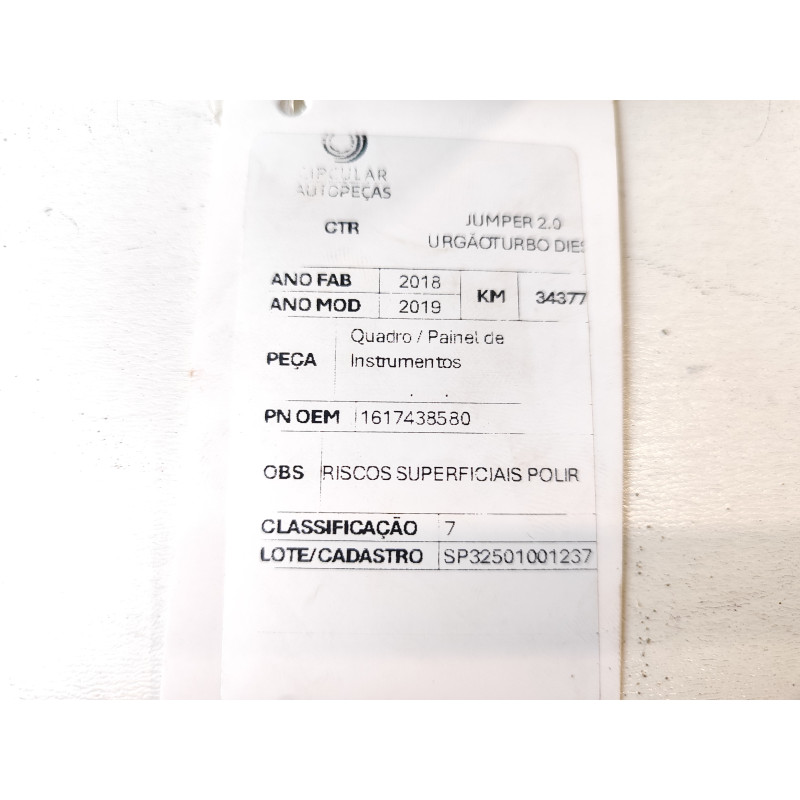 CIRCULAR
AUTOPEÇAS
CTR
JUMPER 2.0
URGÃOTURBO DIES
ANO FAB 2018
ANO MOD 2019
KM 34377
PEÇA
Quadro / Painel de
Instrumentos
PN OEM 1617438580
OBS RISCOS SUPERFICIAIS POLIR
CLASSIFICAÇÃO 7
LOTE/CADASTRO SP32501001237